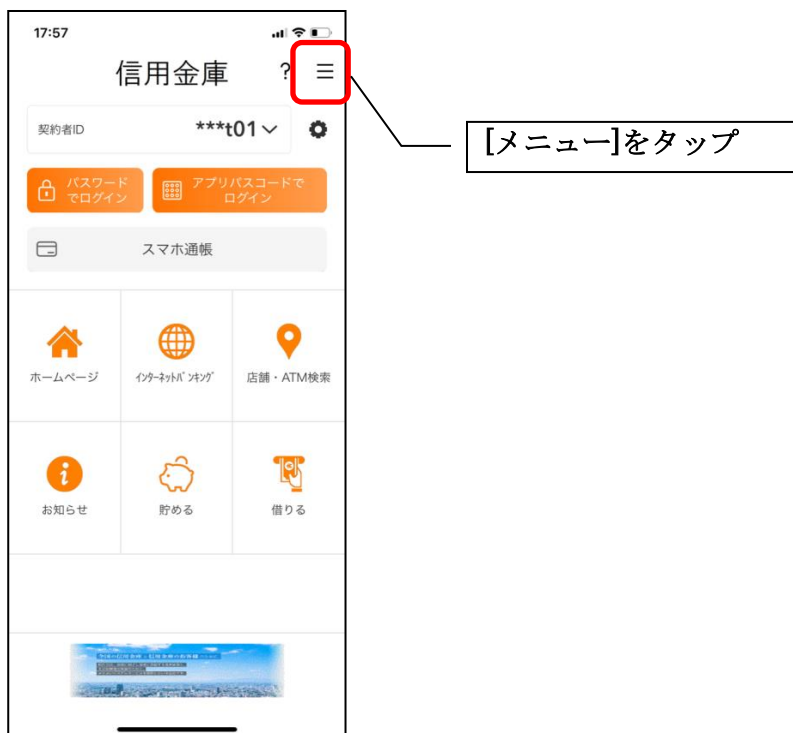 17:57
信用金庫 ? ≡
[メニュー]をタップ
契約者ID ***t01
パスワード
でログイン
アプリパスコードで
ログイン
スマホ通帳
ホームページ
インターネットバンキング
店舗・ATM検索
お知らせ
貯める
借りる